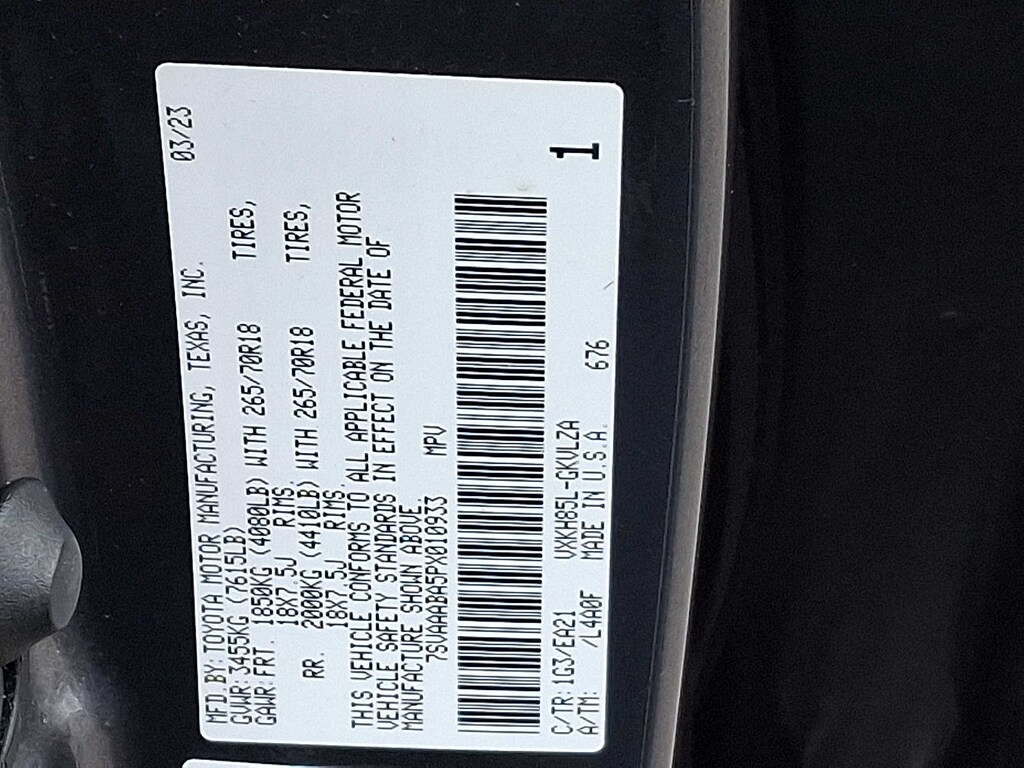 MFD.BY: TOYOTA MOTOR MANUFACTURING, TEXAS, INC. 03/23
GVWR: 3455KG (7615LB)
GAWR: FRT. 1850KG (4080LB) WITH 265/70R18 TIRES,
18X7.5J RIMS.
RR. 2000KG (4410LB) WITH 265/70R18 TIRES,
18X7.5J RIMS.
THIS VEHICLE CONFORMS TO ALL APPLICABLE FEDERAL MOTOR
VEHICLE SAFETY STANDARDS IN EFFECT ON THE DATE OF
MANUFACTURE SHOWN ABOVE.
7SVAAABA5PX010933 MPV
C/TR: 1G3/EA21 VXKH85L-GKVLZA 1
A/TM: /L4A0F MADE IN U.S.A. 676